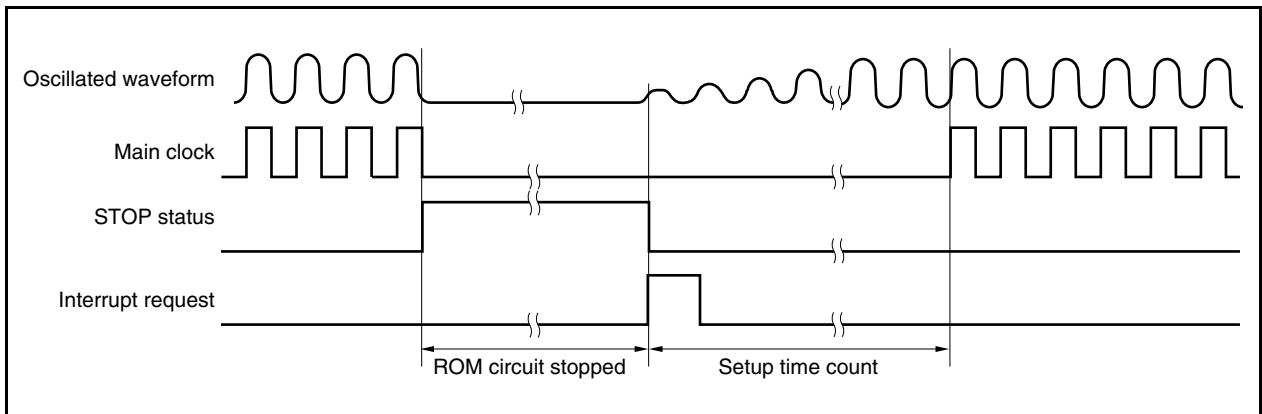 Oscillated waveform
Main clock
STOP status
Interrupt request
ROM circuit stopped
Setup time count